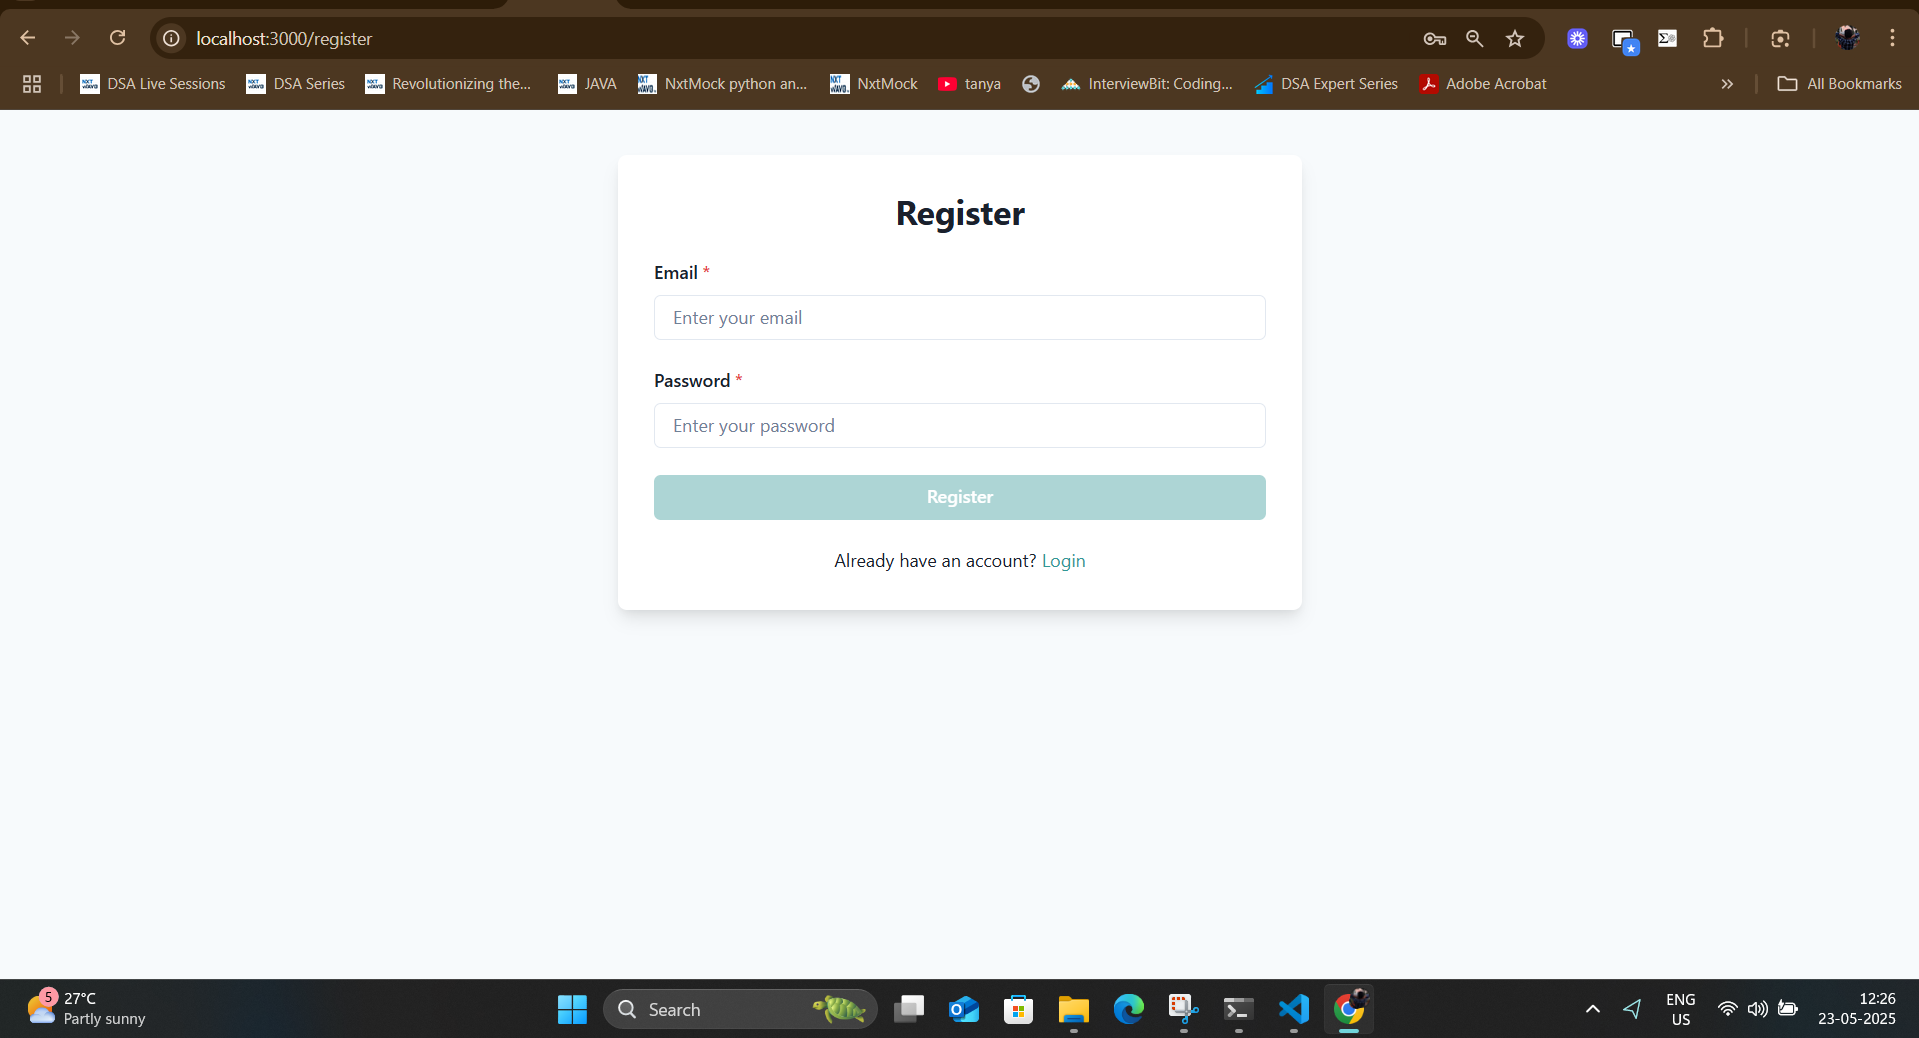 localhost:3000/register
DSA Live Sessions
DSA Series
Revolutionizing the...
JAVA
NxtMock python an...
NxtMock
tanya
InterviewBit: Coding...
DSA Expert Series
Adobe Acrobat
All Bookmarks
Register
Email *
Enter your email
Password *
Enter your password
Register
Already have an account? Login
5
27°C
Partly sunny
Search
ENG
US
12:26
23-05-2025